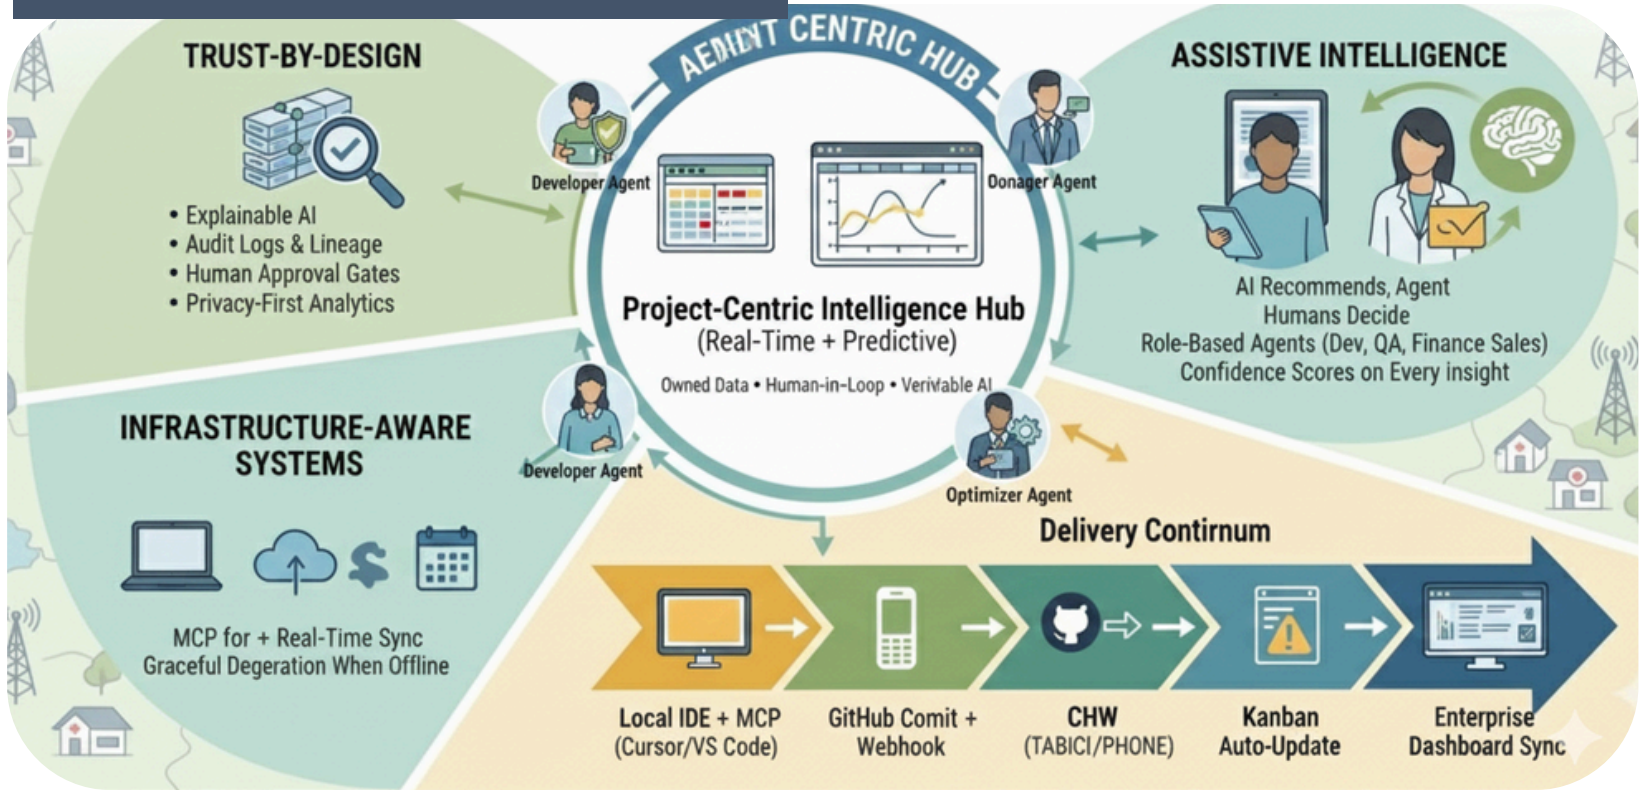 TRUST-BY-DESIGN
• Explainable AI
• Audit Logs & Lineage
• Human Approval Gates
• Privacy-First Analytics
CENTRIC HUB
Developer Agent
Donager Agent
Project-Centric Intelligence Hub
(Real-Time + Predictive)
Owned Data • Human-in-Loop • Verivable AI
ASSISTIVE INTELLIGENCE
AI Recommends, Agent
Humans Decide
Role-Based Agents (Dev, QA, Finance Sales)
Confidence Scores on Every insight
INFRASTRUCTURE-AWARE
SYSTEMS
MCP for + Real-Time Sync
Graceful Degeration When Offline
Developer Agent
Optimizer Agent
Delivery Contirnum
Local IDE + MCP
(Cursor/VS Code)
GitHub Comit +
Webhook
CHW
(TABICI/PHONE)
Kanban
Auto-Update
Enterprise
Dashboard Sync